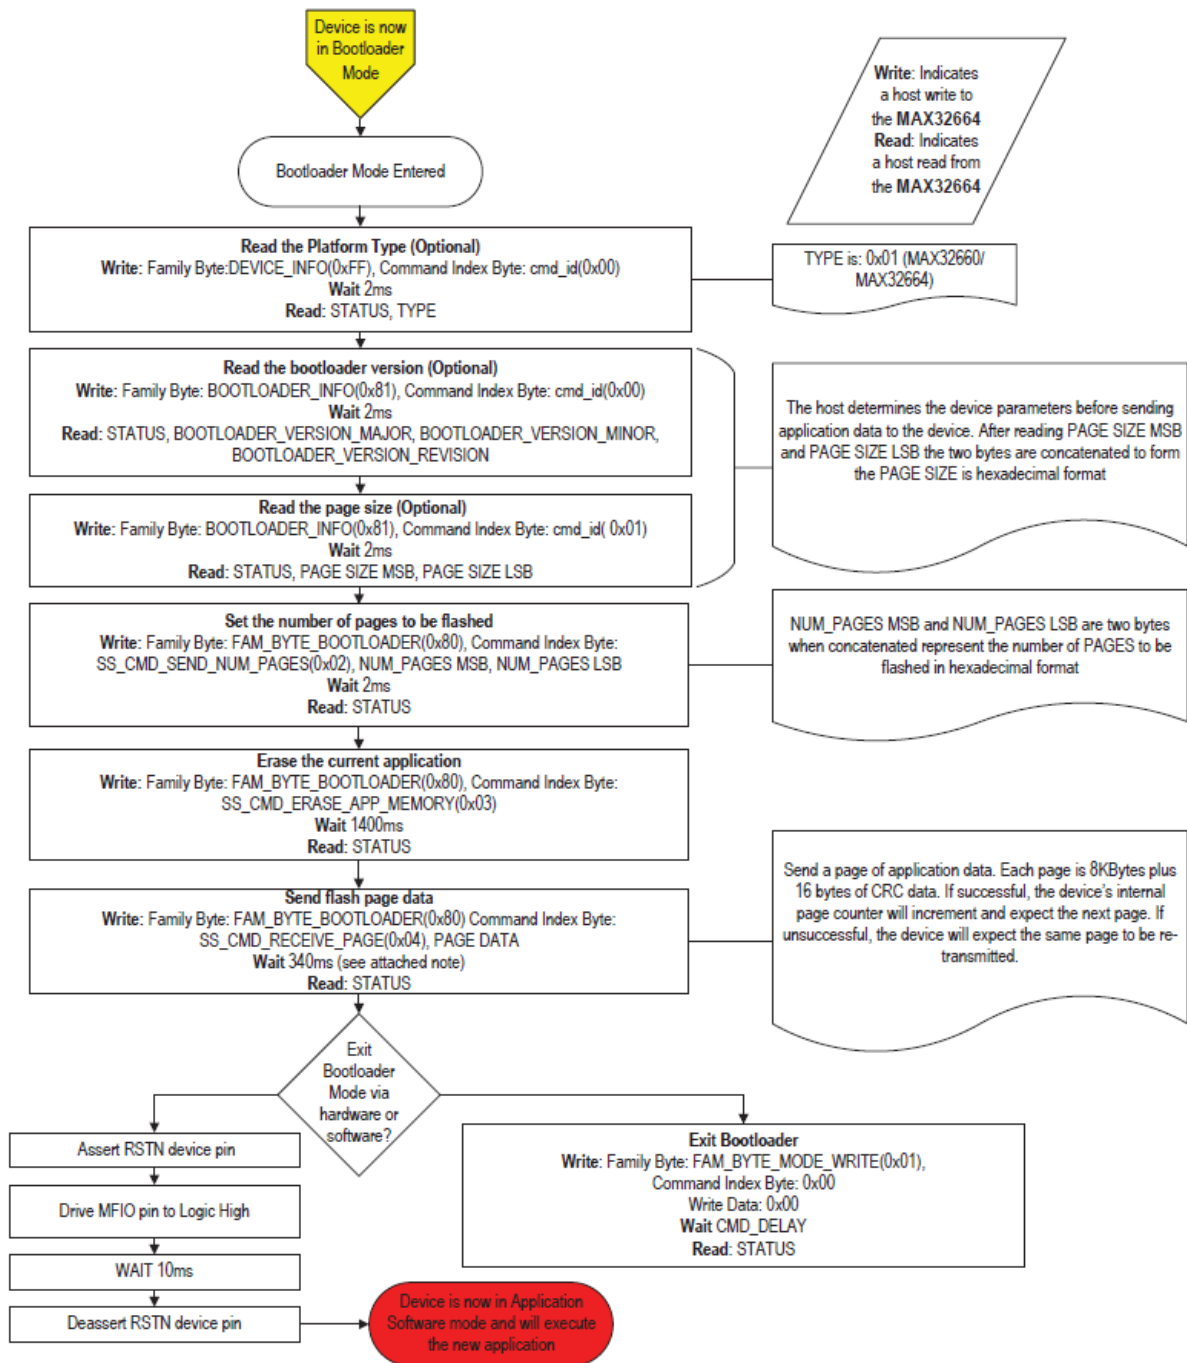 Device is now
in Bootloader
Mode
Write: Indicates
a host write to
the MAX32664
Read: Indicates
a host read from
the MAX32664
Bootloader Mode Entered
Read the Platform Type (Optional)
Write: Family Byte:DEVICE_INFO(0xFF), Command Index Byte: cmd_id(0x00)
Wait 2ms
Read: STATUS, TYPE
TYPE is: 0x01 (MAX32660/
MAX32664)
Read the bootloader version (Optional)
Write: Family Byte: BOOTLOADER_INFO(0x81), Command Index Byte: cmd_id(0x00)
Wait 2ms
Read: STATUS, BOOTLOADER_VERSION_MAJOR, BOOTLOADER_VERSION_MINOR,
BOOTLOADER_VERSION_REVISION
The host determines the device parameters before sending
application data to the device. After reading PAGE SIZE MSB
and PAGE SIZE LSB the two bytes are concatenated to form
the PAGE SIZE is hexadecimal format
Read the page size (Optional)
Write: Family Byte: BOOTLOADER_INFO(0x81), Command Index Byte: cmd_id( 0x01)
Wait 2ms
Read: STATUS, PAGE SIZE MSB, PAGE SIZE LSB
Set the number of pages to be flashed
Write: Family Byte: FAM_BYTE_BOOTLOADER(0x80), Command Index Byte:
SS_CMD_SEND_NUM_PAGES(0x02), NUM_PAGES MSB, NUM_PAGES LSB
Wait 2ms
Read: STATUS
NUM_PAGES MSB and NUM_PAGES LSB are two bytes
when concatenated represent the number of PAGES to be
flashed in hexadecimal format
Erase the current application
Write: Family Byte: FAM_BYTE_BOOTLOADER(0x80), Command Index Byte:
SS_CMD_ERASE_APP_MEMORY(0x03)
Wait 1400ms
Read: STATUS
Send flash page data
Write: Family Byte: FAM_BYTE_BOOTLOADER(0x80) Command Index Byte:
SS_CMD_RECEIVE_PAGE(0x04), PAGE DATA
Wait 340ms (see attached note)
Read: STATUS
Send a page of application data. Each page is 8KBytes plus
16 bytes of CRC data. If successful, the device's internal
page counter will increment and expect the next page. If
unsuccessful, the device will expect the same page to be re-
transmitted.
Exit
Bootloader
Mode via
hardware or
software?
Assert RSTN device pin
Drive MFIO pin to Logic High
WAIT 10ms
Deassert RSTN device pin
Exit Bootloader
Write: Family Byte: FAM_BYTE_MODE_WRITE(0x01),
Command Index Byte: 0x00
Write Data: 0x00
Wait CMD_DELAY
Read: STATUS
Device is now in Application
Software mode and will execute
the new application